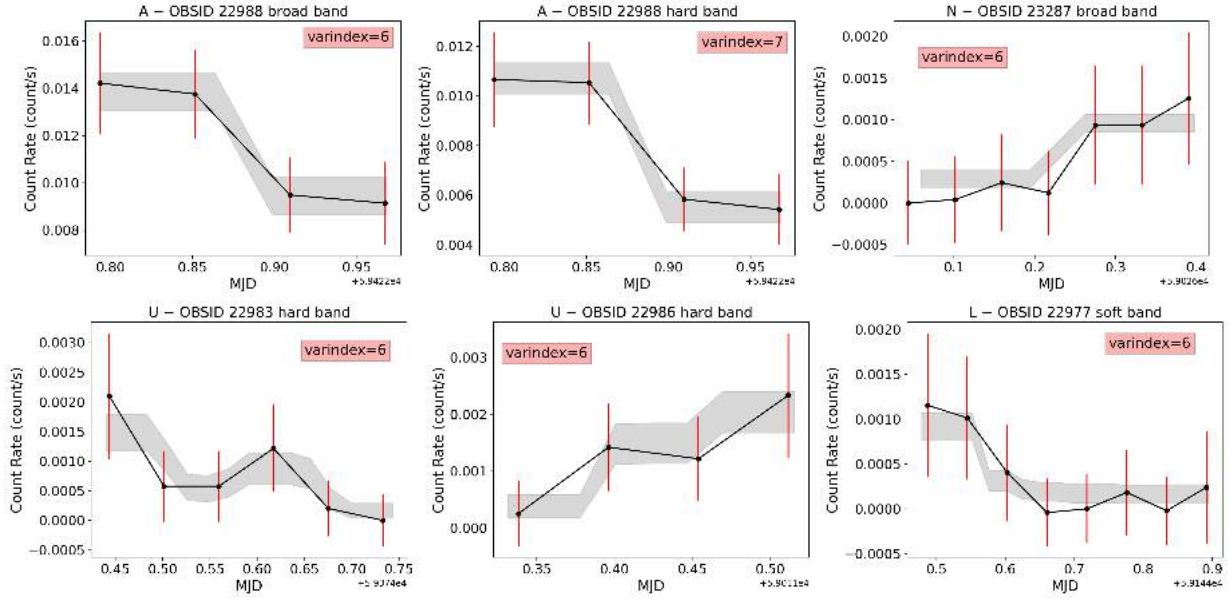 A − OBSID 22988 broad band
varindex=6
Count Rate (count/s)
0.016
0.014
0.012
0.010
0.008
0.80 0.85 0.90 0.95
MJD
+5.9422e4
A − OBSID 22988 hard band
varindex=7
Count Rate (count/s)
0.012
0.010
0.008
0.006
0.004
0.80 0.85 0.90 0.95
MJD
+5.9422e4
N − OBSID 23287 broad band
varindex=6
Count Rate (count/s)
0.0020
0.0015
0.0010
0.0005
0.0000
−0.0005
0.1 0.2 0.3 0.4
MJD
+5.9026e4
U − OBSID 22983 hard band
varindex=6
Count Rate (count/s)
0.0030
0.0025
0.0020
0.0015
0.0010
0.0005
0.0000
−0.0005
0.45 0.50 0.55 0.60 0.65 0.70 0.75
MJD
U − OBSID 22986 hard band
varindex=6
Count Rate (count/s)
0.003
0.002
0.001
0.000
0.35 0.40 0.45 0.50
MJD
+5.9011e4
L − OBSID 22977 soft band
varindex=6
Count Rate (count/s)
0.0020
0.0015
0.0010
0.0005
0.0000
−0.0005
0.5 0.6 0.7 0.8 0.9
MJD
+5.9144e4